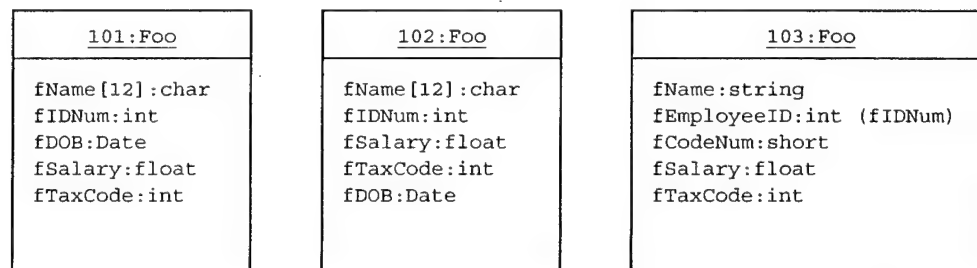 101:Foo
fName[12]:char
fIDNum:int
fDOB:Date
fSalary:float
fTaxCode:int
102:Foo
fName[12]:char
fIDNum:int
fSalary:float
fTaxCode:int
fDOB:Date
103:Foo
fName:string
fEmployeeID:int (fIDNum)
fCodeNum:short
fSalary:float
fTaxCode:int